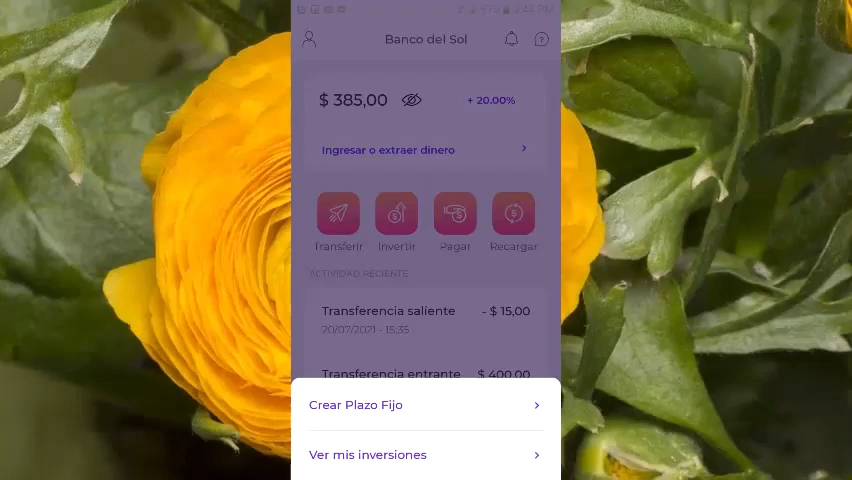 Banco del Sol
$ 385,00
+ 20.00%
Ingresar o extraer dinero
Transferir
Invertir
Pagar
Recargar
ACTIVIDAD RECIENTE
Transferencia saliente
- $ 15,00
20/07/2021 - 15:35
Transferencia entrante
$ 400,00
Crear Plazo Fijo
Ver mis inversiones